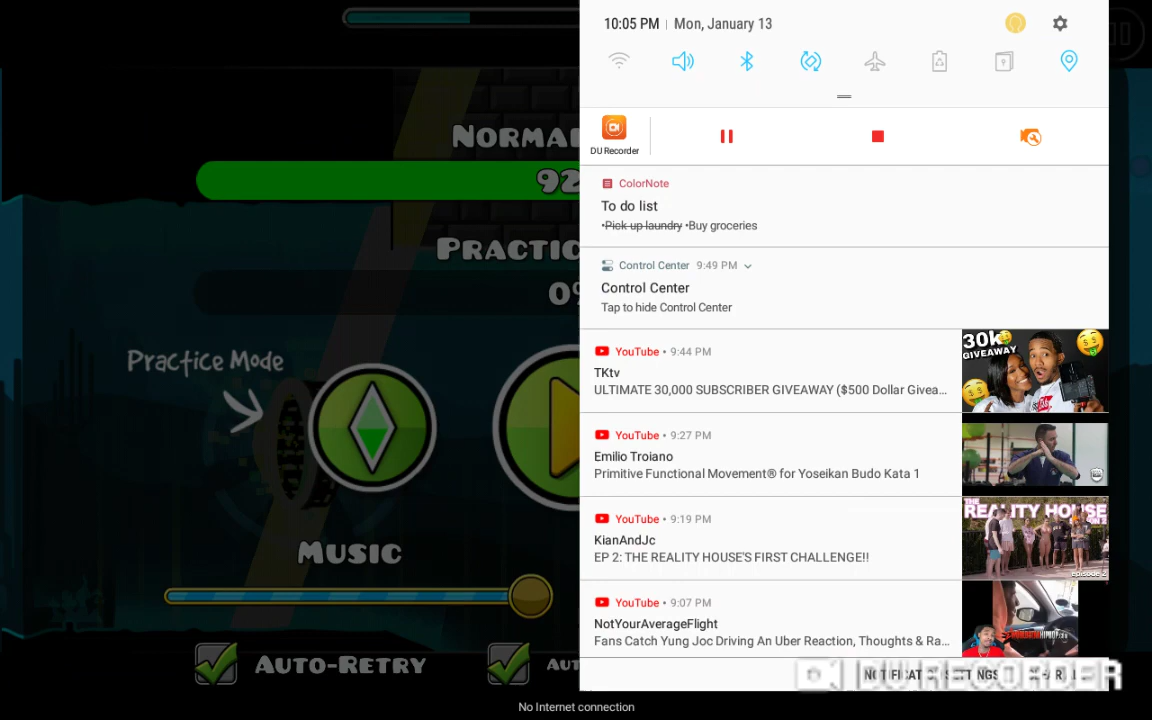 10:05 PM | Mon, January 13
DU Recorder
ColorNote
To do list
•Pick up laundry •Buy groceries
Control Center 9:49 PM
Control Center
Tap to hide Control Center
YouTube • 9:44 PM
TKtv
ULTIMATE 30,000 SUBSCRIBER GIVEAWAY ($500 Dollar Givea...
30K
GIVEAWAY
YouTube • 9:27 PM
Emilio Troiano
Primitive Functional Movement® for Yoseikan Budo Kata 1
YouTube • 9:19 PM
KianAndJc
EP 2: THE REALITY HOUSE'S FIRST CHALLENGE!!
THE
REALITY HOUSE
episode 2
YouTube • 9:07 PM
NotYourAverageFlight
Fans Catch Yung Joc Driving An Uber Reaction, Thoughts & Ra...
NOTIFICATION SETTINGS
DU RECORDER
Practice Mode
Music
Auto-Retry
No Internet connection